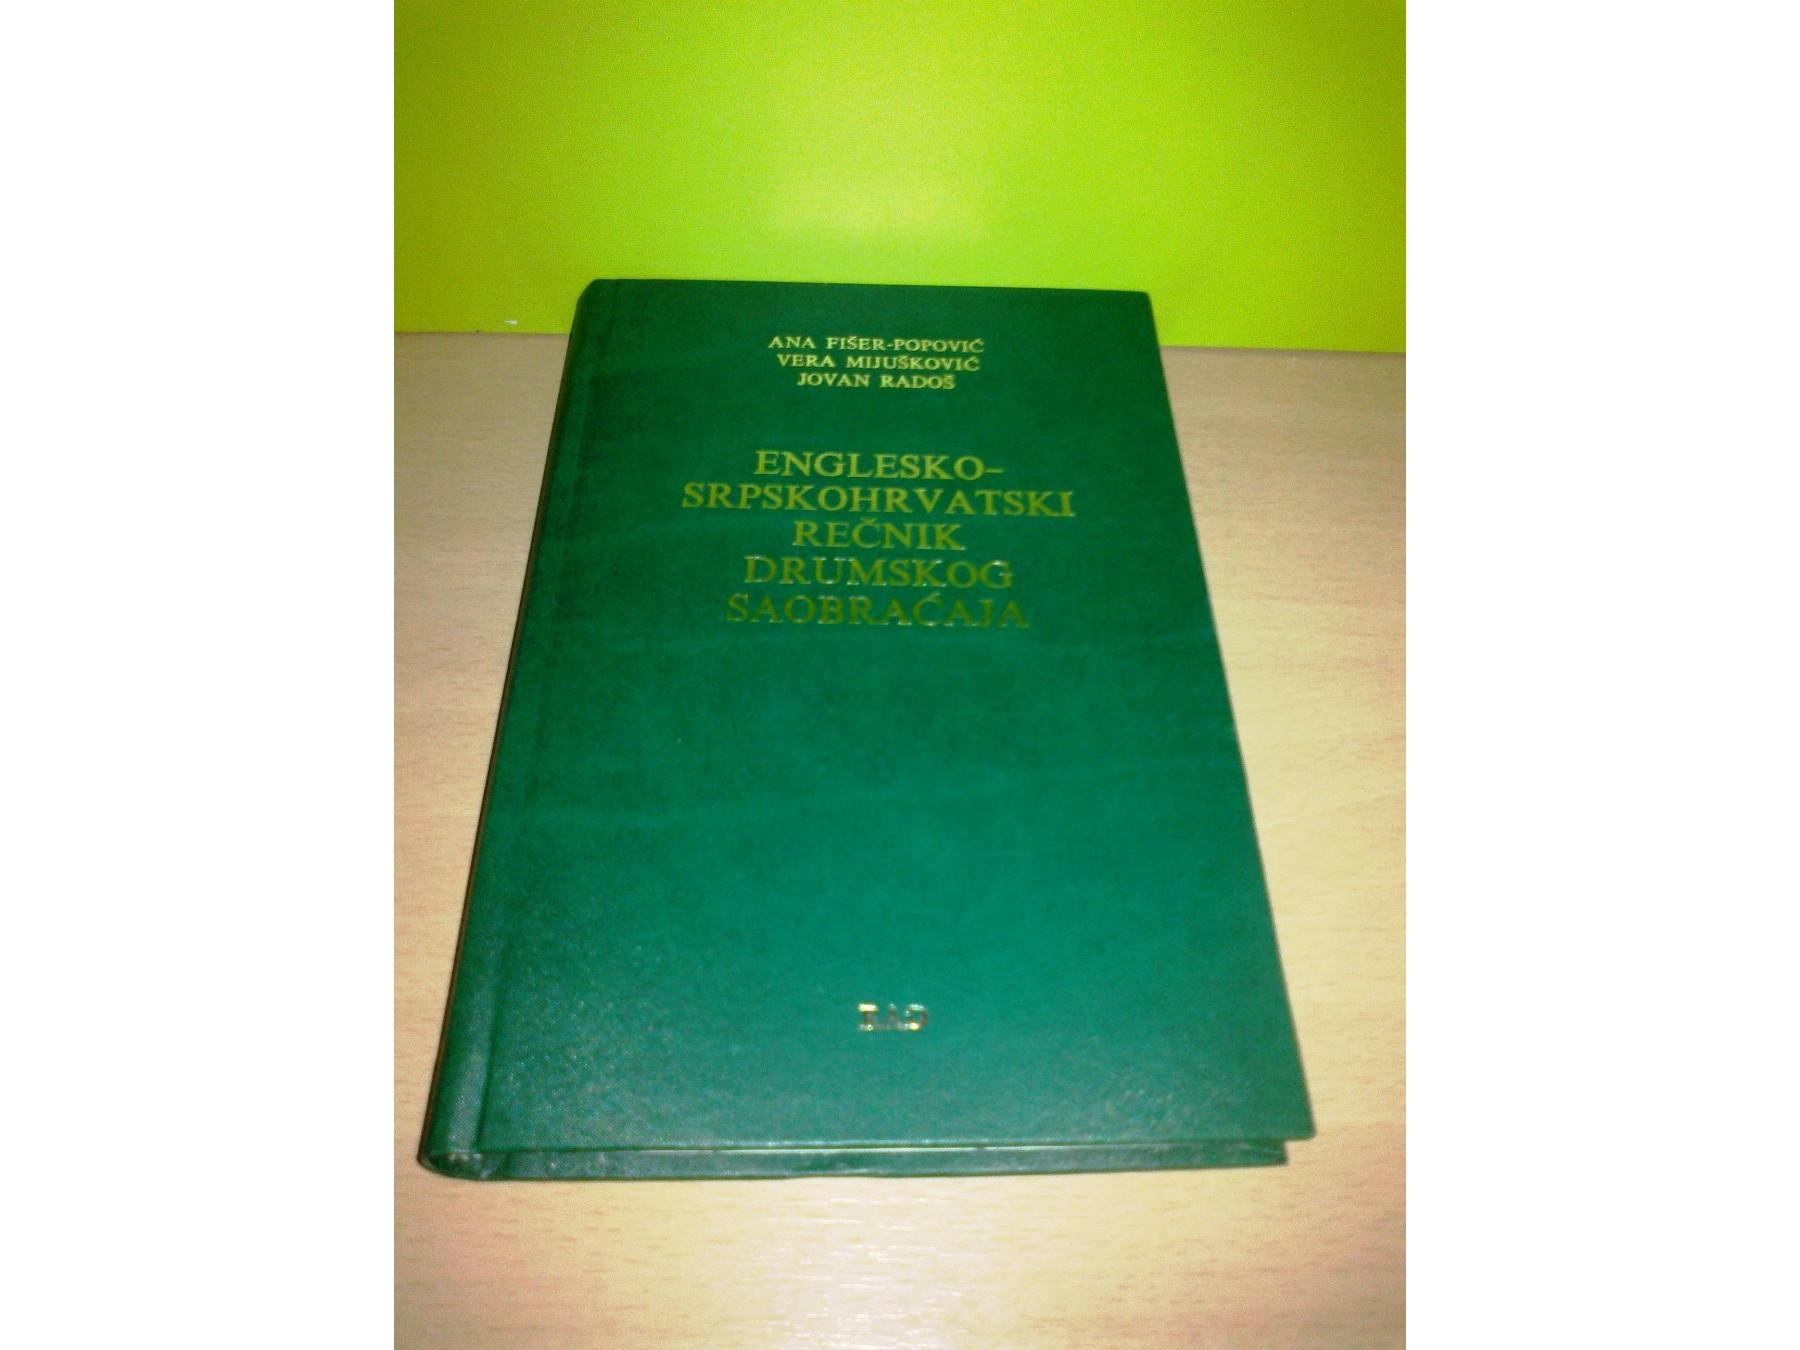 ANA FIŠER-POPOVIĆ
VERA MIJUŠKOVIĆ
JOVAN RADOŠ
ENGLESKO-
SRPSKOHRVATSKI
REČNIK
DRUMSKOG
SAOBRAĆAJA
RAD